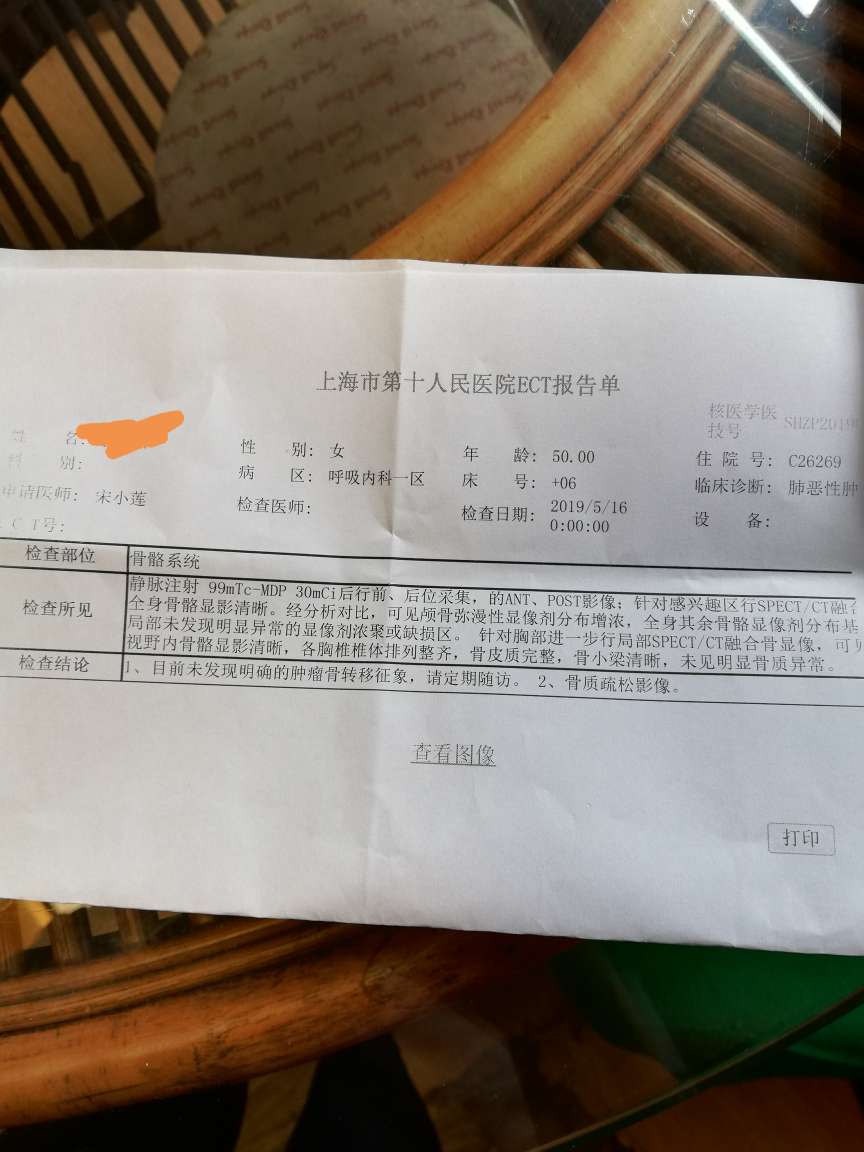 上海市第十人民医院ECT报告单
姓 名:
性 别: 女
年 龄: 50.00
核医学医技号 SHZP2019
科 别:
病 区: 呼吸内科一区
床 号: +06
住 院 号: C26269
申请医师: 宋小莲
检查医师:
检查日期: 2019/5/16 0:00:00
临床诊断: 肺恶性肿
C T号:
设 备:
检查部位 骨骼系统
检查所见
静脉注射 99mTc-MDP 30mCi后行前、后位采集，的ANT、POST影像；针对感兴趣区行SPECT/CT融合
全身骨骼显影清晰。经分析对比，可见颅骨弥漫性显像剂分布增浓，全身其余骨骼显像剂分布基
局部未发现明显异常的显像剂浓聚或缺损区。 针对胸部进一步行局部SPECT/CT融合骨显像，可见
视野内骨骼显影清晰，各胸椎椎体排列整齐，骨皮质完整，骨小梁清晰，未见明显骨质异常。
检查结论 1、目前未发现明确的肿瘤骨转移征象，请定期随访。 2、骨质疏松影像。
查看图像
打印